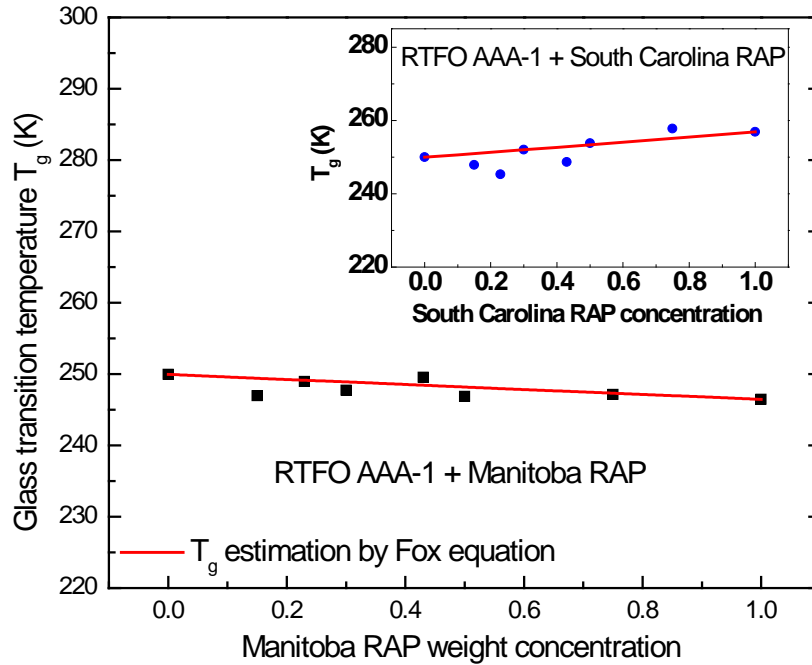 300
290
280
270
260
250
240
230
220
Glass transition temperature T_g (K)
0.0 0.2 0.4 0.6 0.8 1.0
Manitoba RAP weight concentration
RTFO AAA-1 + Manitoba RAP
T_g estimation by Fox equation
RTFO AAA-1 + South Carolina RAP
280
260
240
220
T_g (K)
0.0 0.2 0.4 0.6 0.8 1.0
South Carolina RAP concentration